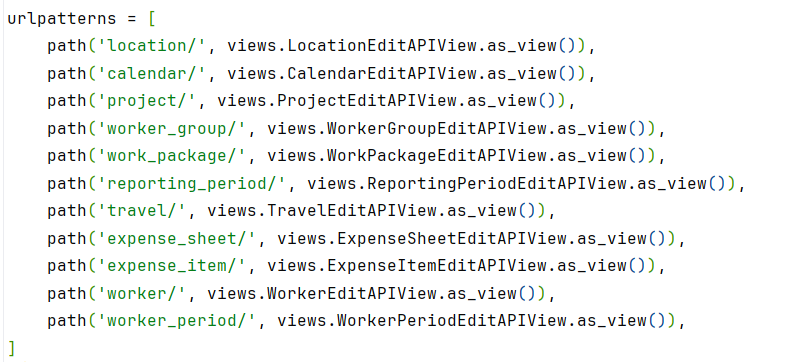 urlpatterns = [
    path('location/', views.LocationEditAPIView.as_view()),
    path('calendar/', views.CalendarEditAPIView.as_view()),
    path('project/', views.ProjectEditAPIView.as_view()),
    path('worker_group/', views.WorkerGroupEditAPIView.as_view()),
    path('work_package/', views.WorkPackageEditAPIView.as_view()),
    path('reporting_period/', views.ReportingPeriodEditAPIView.as_view()),
    path('travel/', views.TravelEditAPIView.as_view()),
    path('expense_sheet/', views.ExpenseSheetEditAPIView.as_view()),
    path('expense_item/', views.ExpenseItemEditAPIView.as_view()),
    path('worker/', views.WorkerEditAPIView.as_view()),
    path('worker_period/', views.WorkerPeriodEditAPIView.as_view()),
]